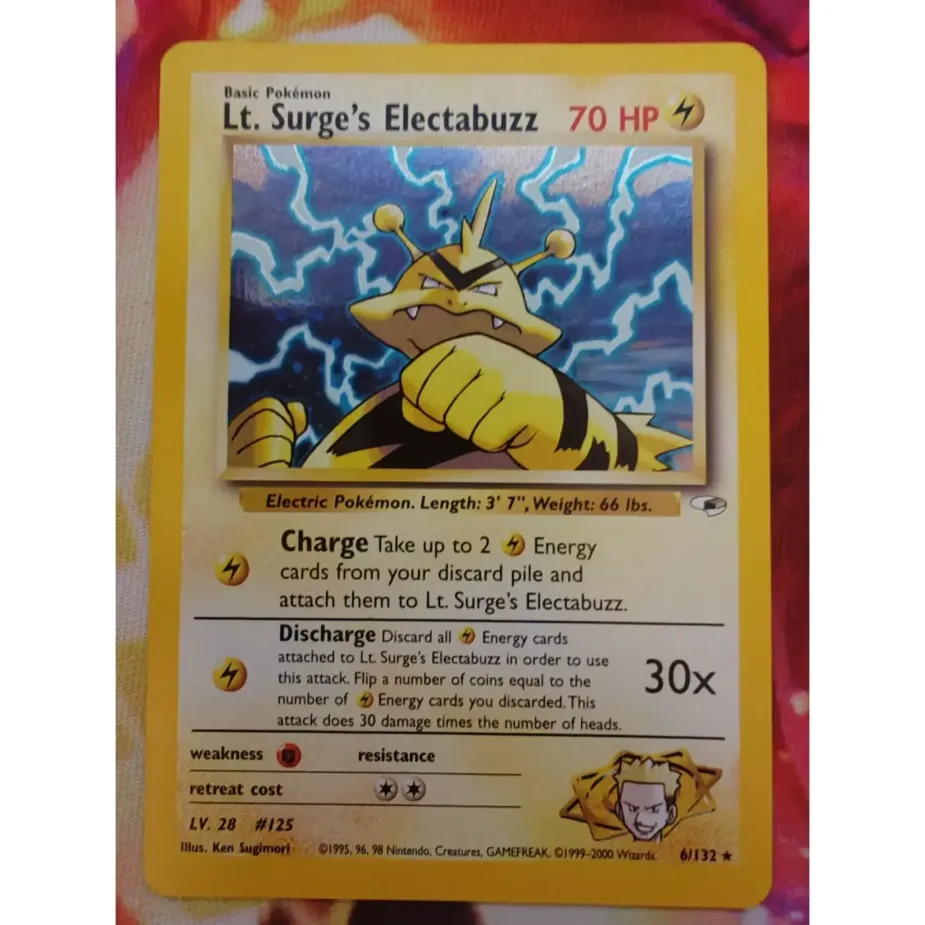 Basic Pokémon
Lt. Surge's Electabuzz 70 HP
Electric Pokémon. Length: 3' 7", Weight: 66 lbs.
Charge Take up to 2 Energy
cards from your discard pile and
attach them to Lt. Surge's Electabuzz.
Discharge Discard all Energy cards
attached to Lt. Surge's Electabuzz in order to use
this attack. Flip a number of coins equal to the
number of Energy cards you discarded. This
attack does 30 damage times the number of heads.
30x
weakness resistance
retreat cost
LV. 28 #125
Illus. Ken Sugimori ©1995, 96, 98 Nintendo, Creatures, GAMEFREAK. ©1999-2000 Wizards. 6/132 ★